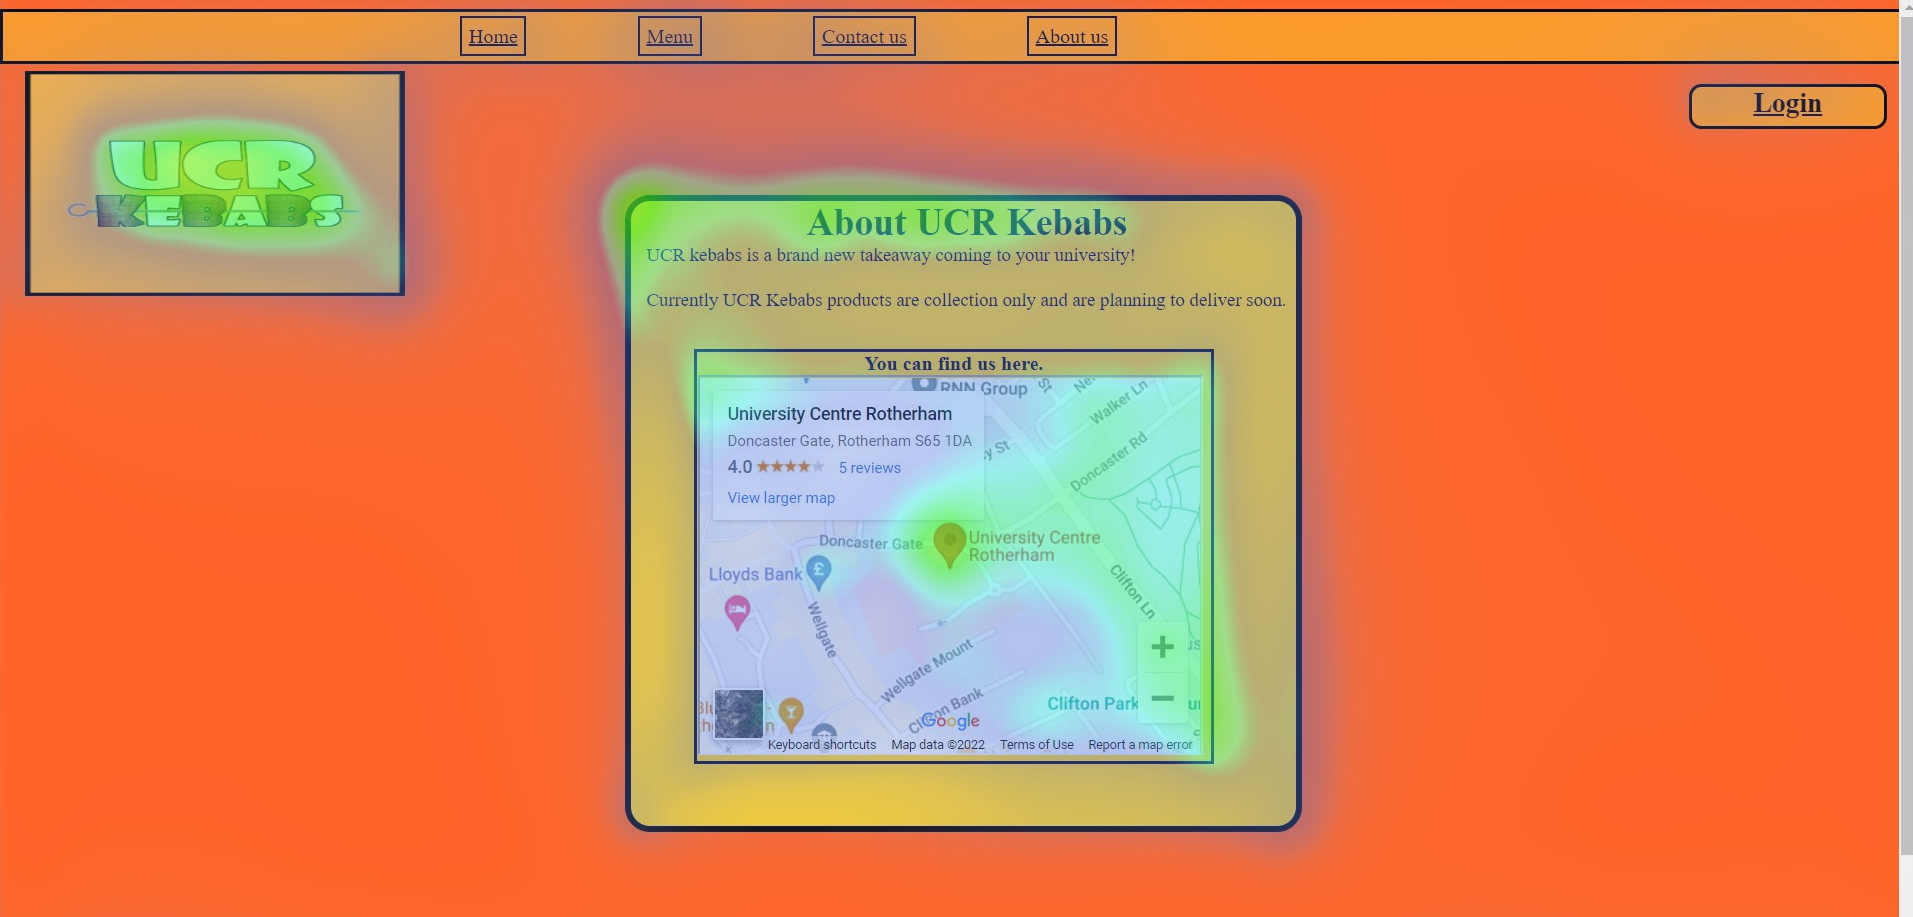 Home
Menu
Contact us
About us
Login
UCR
KEBABS
About UCR Kebabs
UCR kebabs is a brand new takeaway coming to your university!
Currently UCR Kebabs products are collection only and are planning to deliver soon.
You can find us here.
RNN Group
St
Walker Ln
University Centre Rotherham
Doncaster Gate, Rotherham S65 1DA
4.0
5 reviews
View larger map
Doncaster Rd
Doncaster Gate
University Centre
Rotherham
Lloyds Bank
£
Clifton Ln
Wellgate
Wellgate Mount
+
−
Clifton Park
Clifton Bank
Google
Keyboard shortcuts
Map data ©2022
Terms of Use
Report a map error